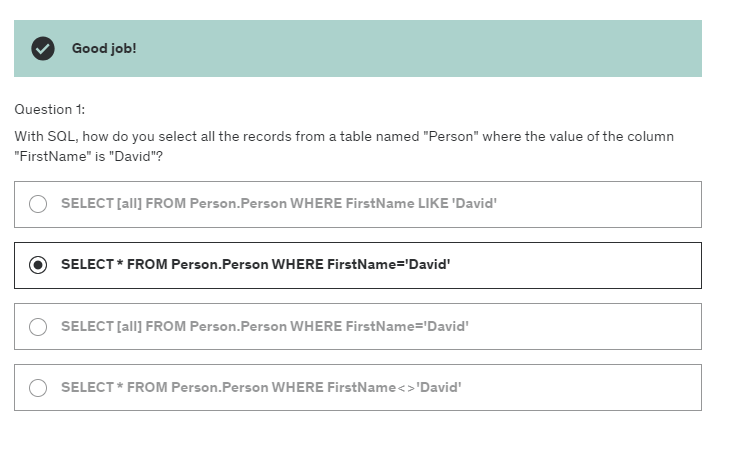 Good job!
Question 1:
With SQL, how do you select all the records from a table named "Person" where the value of the column
"FirstName" is "David"?
SELECT [all] FROM Person.Person WHERE FirstName LIKE 'David'
SELECT * FROM Person.Person WHERE FirstName='David'
SELECT [all] FROM Person.Person WHERE FirstName='David'
SELECT * FROM Person.Person WHERE FirstName<>'David'